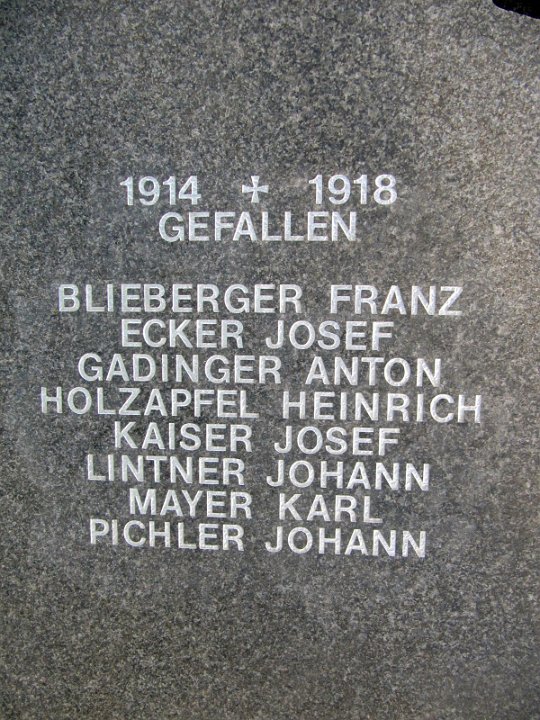 1914 ✠ 1918
GEFALLEN
BLIEBERGER FRANZ
ECKER JOSEF
GADINGER ANTON
HOLZAPFEL HEINRICH
KAISER JOSEF
LINTNER JOHANN
MAYER KARL
PICHLER JOHANN